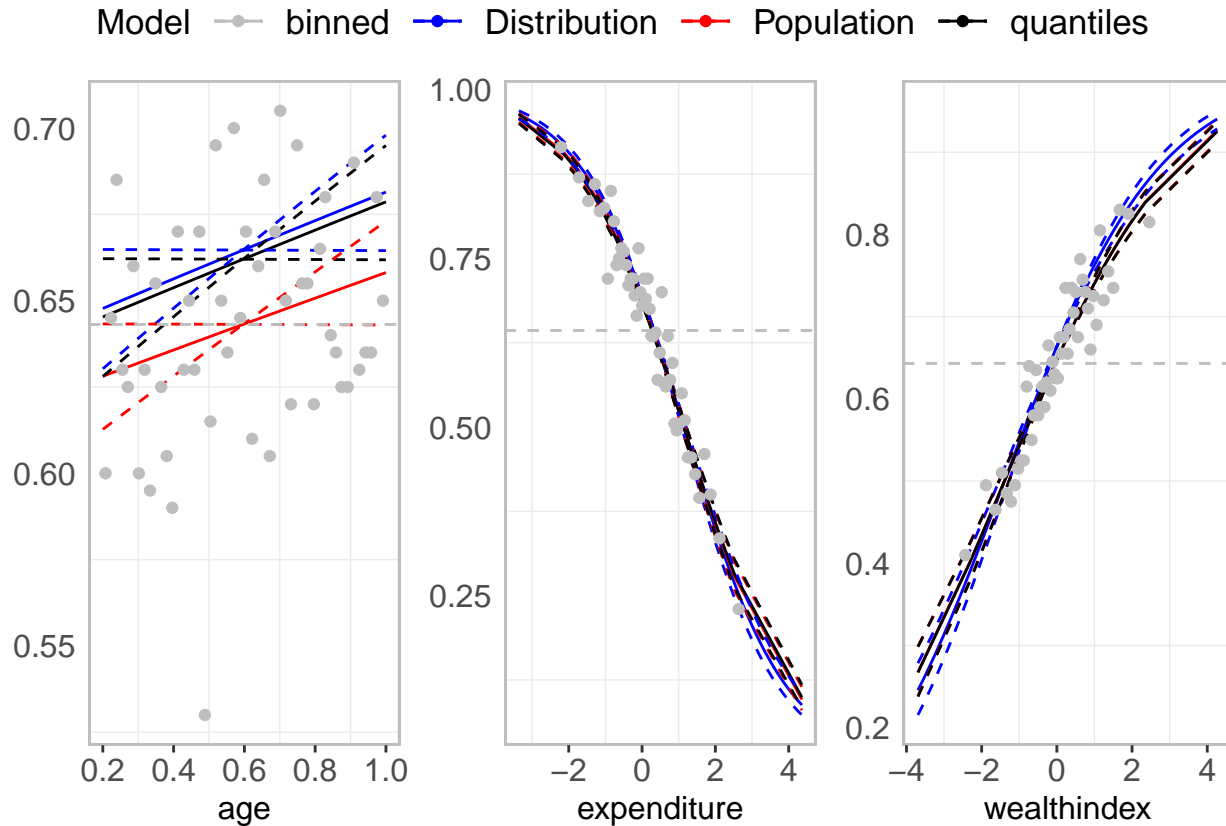 Model binned Distribution Population quantiles
0.70
0.65
0.60
0.55
0.2 0.4 0.6 0.8 1.0
age
1.00
0.75
0.50
0.25
−2 0 2 4
expenditure
0.8
0.6
0.4
0.2
−4 −2 0 2 4
wealthindex